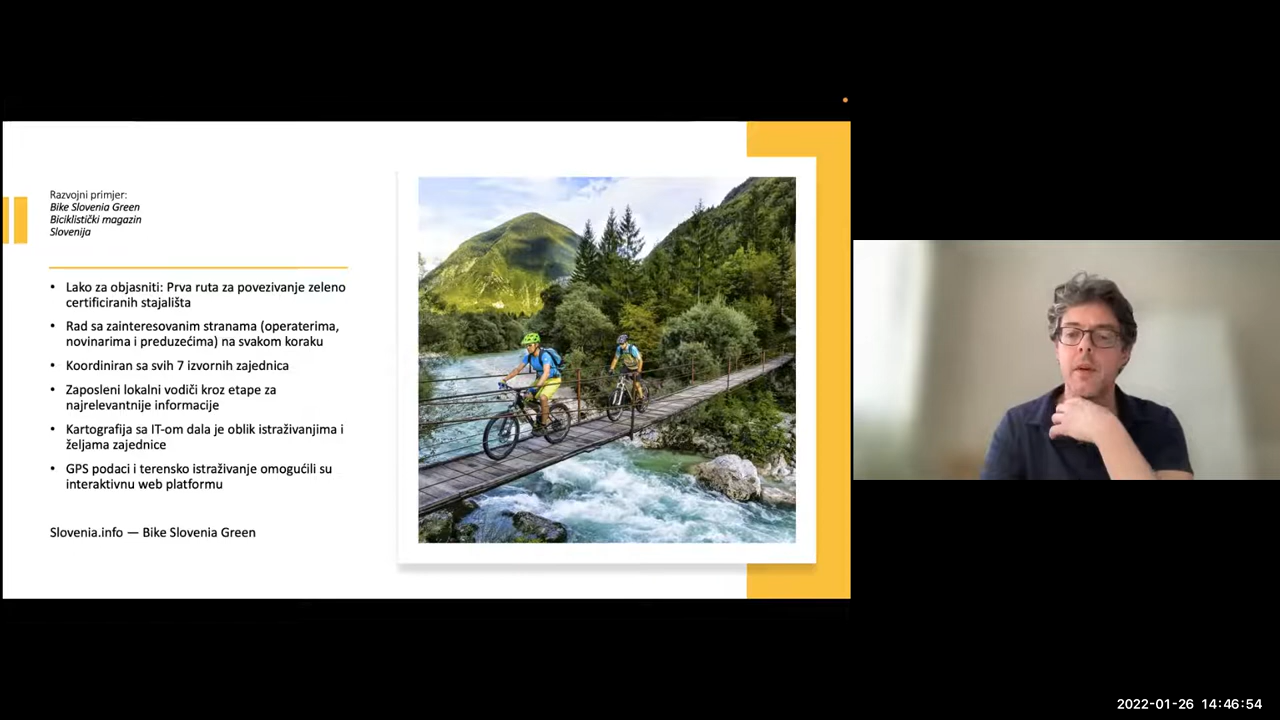 Razvojni primjer:
Bike Slovenia Green
Biciklistički magazin
Slovenija
• Lako za objasniti: Prva ruta za povezivanje zeleno
certificiranih stajališta
• Rad sa zainteresovanim stranama (operaterima,
novinarima i preduzećima) na svakom koraku
• Koordiniran sa svih 7 izvornih zajednica
• Zaposleni lokalni vodiči kroz etape za
najrelevantnije informacije
• Kartografija sa IT-om dala je oblik istraživanjima i
željama zajednice
• GPS podaci i terensko istraživanje omogućili su
interaktivnu web platformu
Slovenia.info — Bike Slovenia Green
2022-01-26 14:46:54